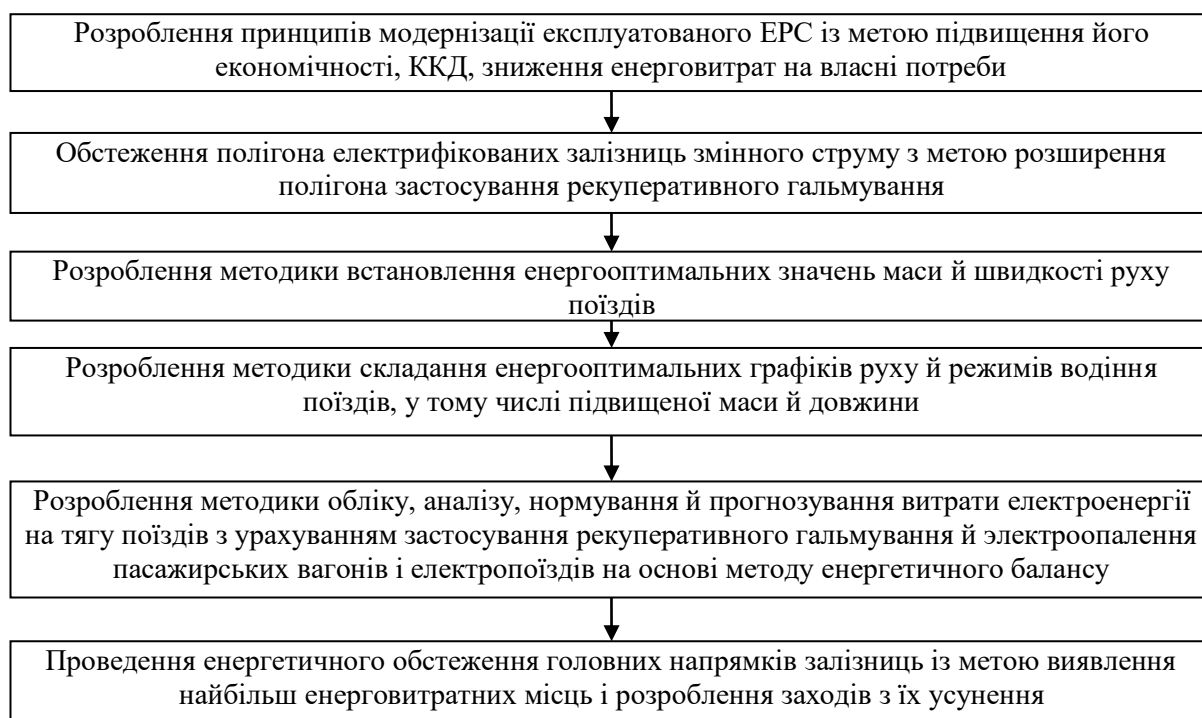 Розроблення принципів модернізації експлуатованого ЕРС із метою підвищення його
економічності, ККД, зниження енерговитрат на власні потреби
Обстеження полігона електрифікованих залізниць змінного струму з метою розширення
полігона застосування рекуперативного гальмування
Розроблення методики встановлення енергооптимальних значень маси й швидкості руху
поїздів
Розроблення методики складання енергооптимальних графіків руху й режимів водіння
поїздів, у тому числі підвищеної маси й довжини
Розроблення методики обліку, аналізу, нормування й прогнозування витрати електроенергії
на тягу поїздів з урахуванням застосування рекуперативного гальмування й электроопалення
пасажирських вагонів і електропоїздів на основі методу енергетичного балансу
Проведення енергетичного обстеження головних напрямків залізниць із метою виявлення
найбільш енерговитратних місць і розроблення заходів з їх усунення